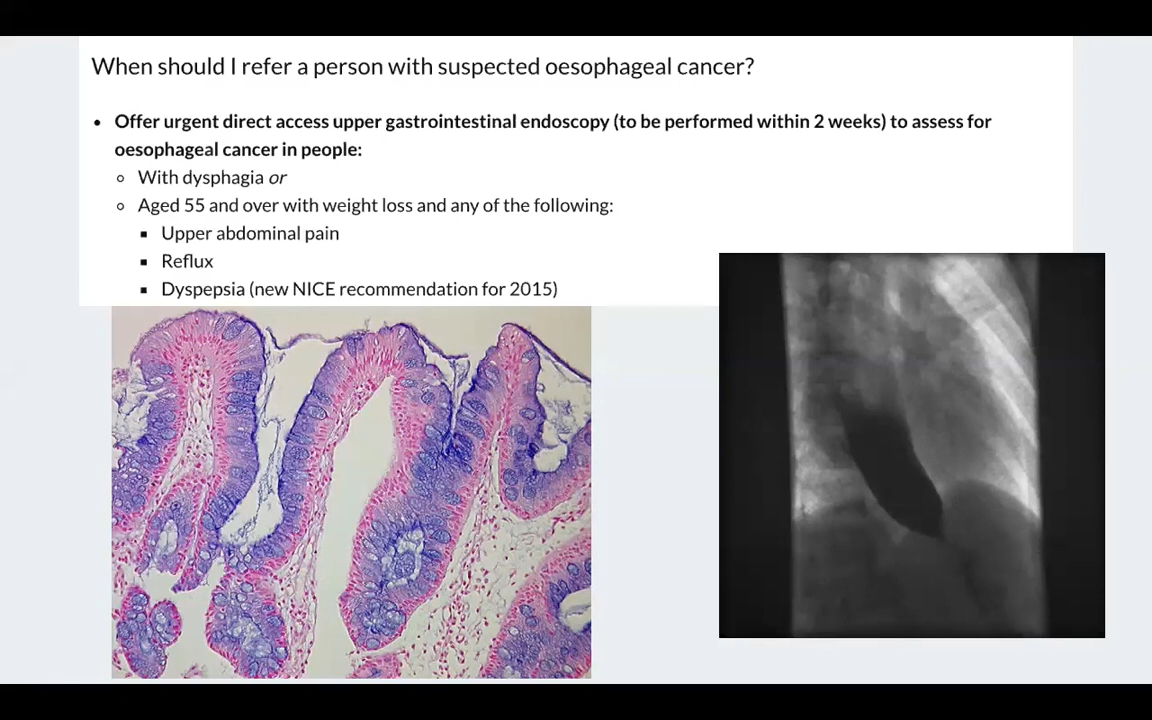 When should I refer a person with suspected oesophageal cancer?
• Offer urgent direct access upper gastrointestinal endoscopy (to be performed within 2 weeks) to assess for
oesophageal cancer in people:
○ With dysphagia or
○ Aged 55 and over with weight loss and any of the following:
▪ Upper abdominal pain
▪ Reflux
▪ Dyspepsia (new NICE recommendation for 2015)